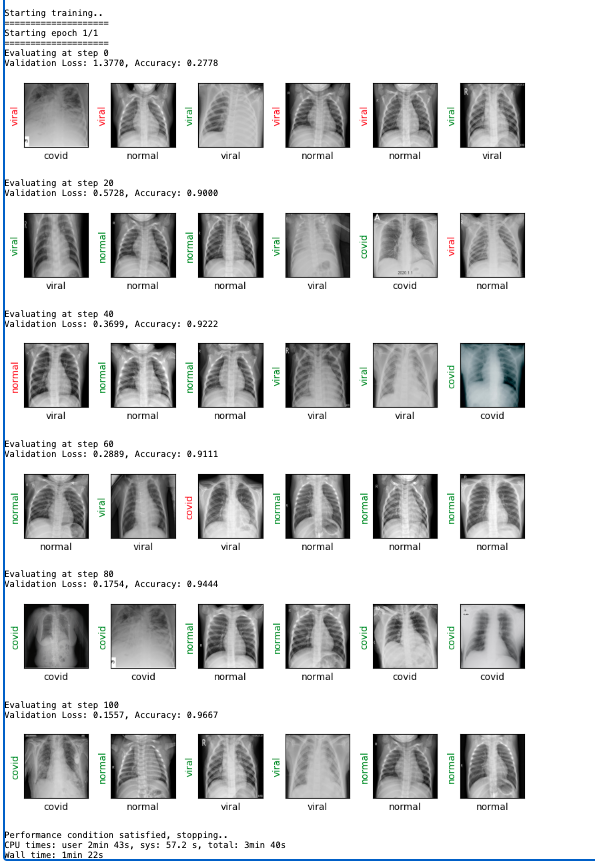 Starting training..
====================
Starting epoch 1/1
====================
Evaluating at step 0
Validation Loss: 1.3770, Accuracy: 0.2778
viral viral viral viral viral viral
covid normal viral normal normal viral
Evaluating at step 20
Validation Loss: 0.5728, Accuracy: 0.9000
viral normal normal viral covid viral
viral normal normal viral covid normal
Evaluating at step 40
Validation Loss: 0.3699, Accuracy: 0.9222
normal normal normal viral viral covid
viral normal normal viral viral covid
Evaluating at step 60
Validation Loss: 0.2889, Accuracy: 0.9111
normal viral covid normal normal normal
normal viral viral normal normal normal
Evaluating at step 80
Validation Loss: 0.1754, Accuracy: 0.9444
covid covid normal normal covid covid
covid covid normal normal covid covid
Evaluating at step 100
Validation Loss: 0.1557, Accuracy: 0.9667
covid normal viral viral normal normal
covid normal viral viral normal normal
Performance condition satisfied, stopping..
CPU times: user 2min 43s, sys: 57.2 s, total: 3min 40s
Wall time: 1min 22s